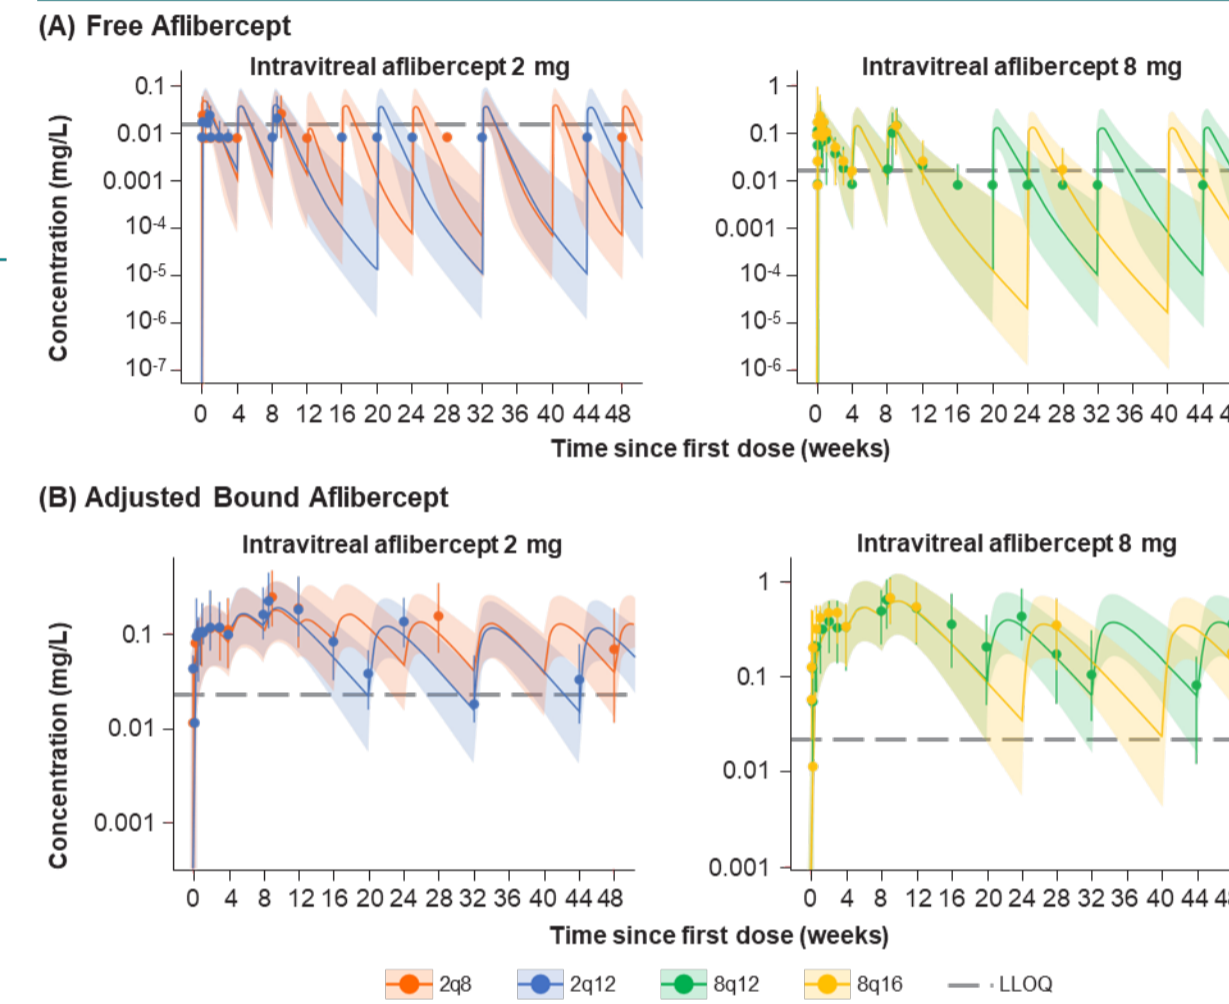 (A) Free Aflibercept
Intravitreal aflibercept 2 mg
Intravitreal aflibercept 8 mg
Concentration (mg/L)
0.1
0.01
0.001
10-4
10-5
10-6
10-7
0 4 8 12 16 20 24 28 32 36 40 44 48
1
0.1
0.01
0.001
10-4
10-5
10-6
0 4 8 12 16 20 24 28 32 36 40 44 4
Time since first dose (weeks)
(B) Adjusted Bound Aflibercept
Intravitreal aflibercept 2 mg
Intravitreal aflibercept 8 mg
Concentration (mg/L)
0.1
0.01
0.001
0 4 8 12 16 20 24 28 32 36 40 44 48
1
0.1
0.01
0.001
0 4 8 12 16 20 24 28 32 36 40 44 4
Time since first dose (weeks)
2q8 2q12 8q12 8q16 LLOQ